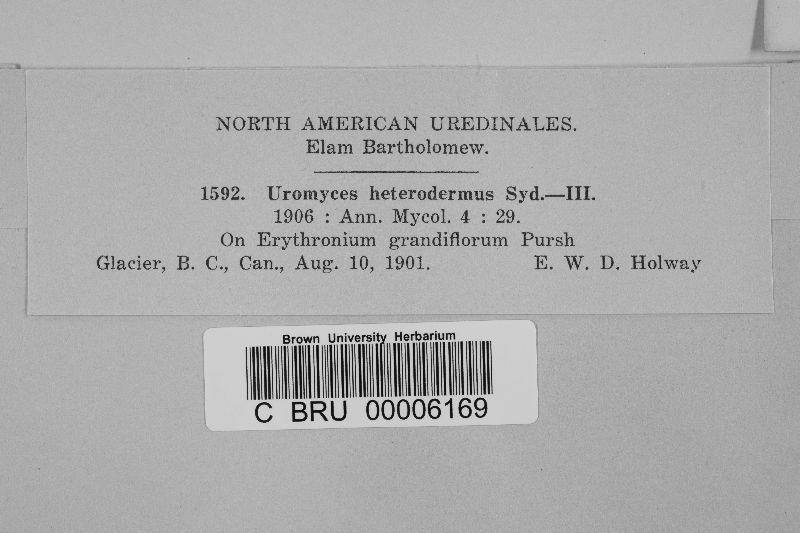 NORTH AMERICAN UREDINALES.
Elam Bartholomew.
1592. Uromyces heterodermus Syd.—III.
1906 : Ann. Mycol. 4 : 29.
On Erythronium grandiflorum Pursh
Glacier, B. C., Can., Aug. 10, 1901. E. W. D. Holway
Brown University Herbarium
C BRU 00006169